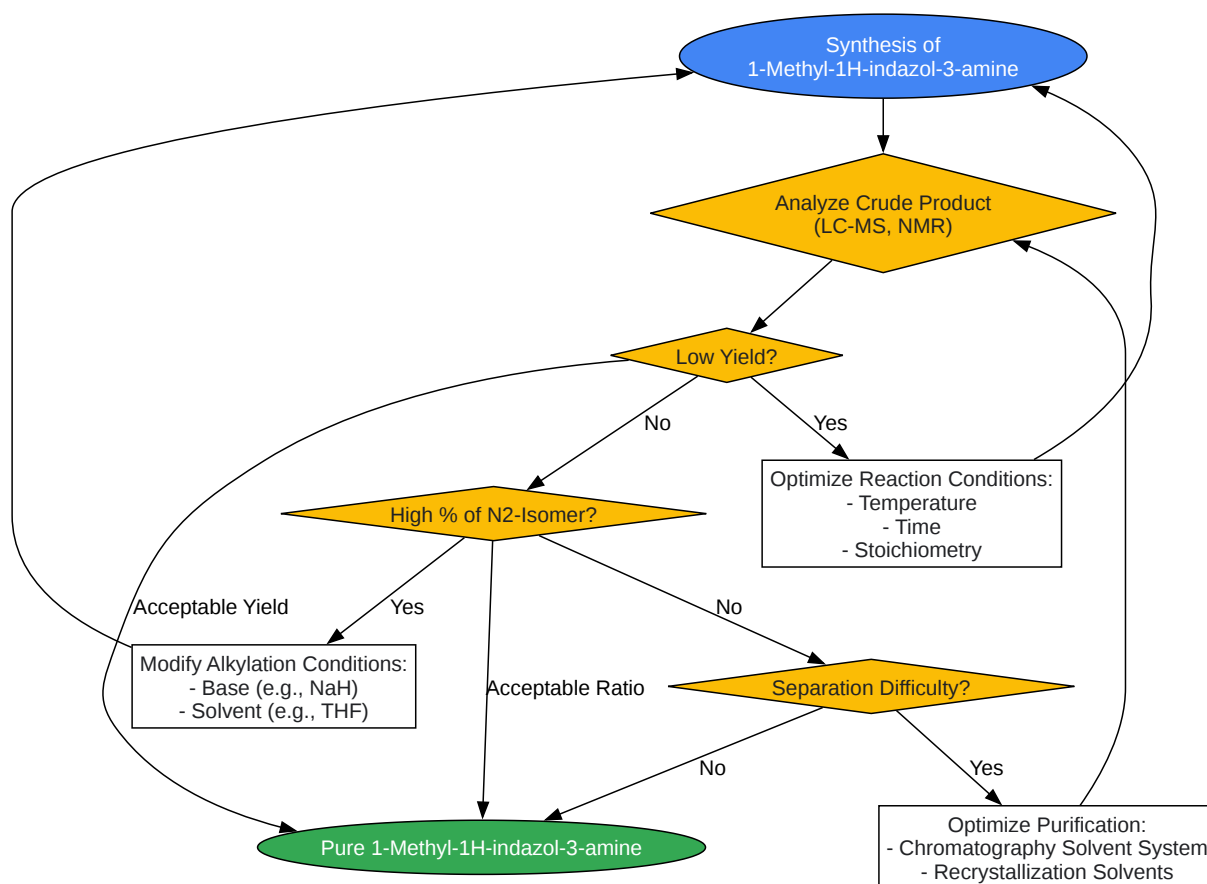 Synthesis of
1-Methyl-1H-indazol-3-amine
Analyze Crude Product
(LC-MS, NMR)
Low Yield?
No
Yes
Optimize Reaction Conditions:
- Temperature
- Time
- Stoichiometry
High % of N2-Isomer?
Acceptable Yield
Yes
No
Modify Alkylation Conditions:
- Base (e.g., NaH)
- Solvent (e.g., THF)
Acceptable Ratio
Separation Difficulty?
No
Yes
Pure 1-Methyl-1H-indazol-3-amine
Optimize Purification:
- Chromatography Solvent System
- Recrystallization Solvents